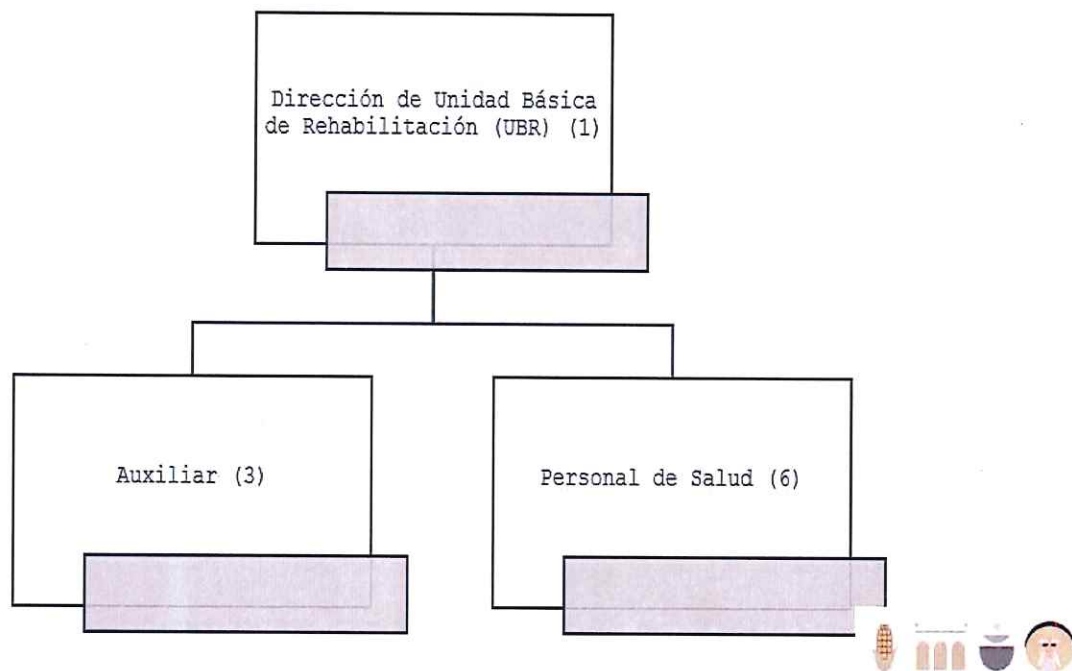 Dirección de Unidad Básica
de Rehabilitación (UBR) (1)
Auxiliar (3)
Personal de Salud (6)